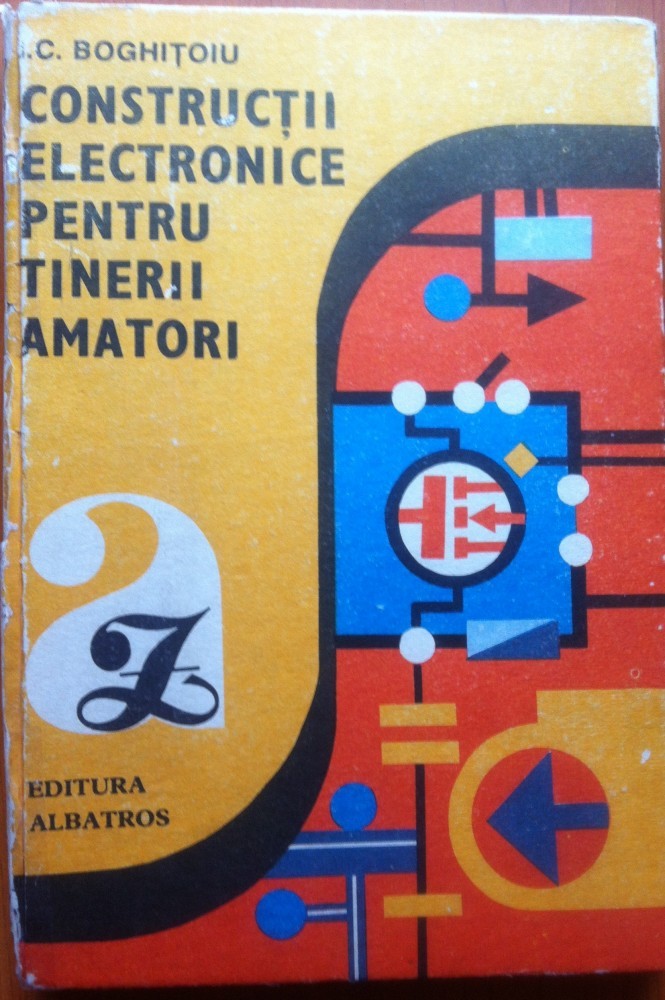 I.C. BOGHIȚOIU
CONSTRUCȚII
ELECTRONICE
PENTRU
TINERII
AMATORI
a
Z
EDITURA
ALBATROS